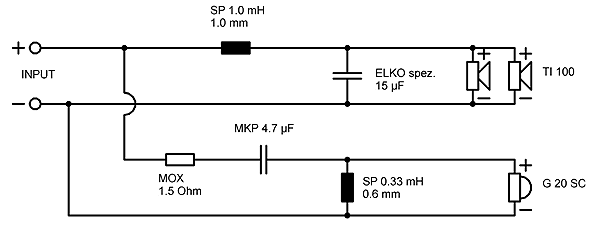 SP 1.0 mH
1.0 mm
+
INPUT
−
ELKO spez.
15 µF
+
−
+
−
TI 100
MKP 4.7 µF
MOX
1.5 Ohm
SP 0.33 mH
0.6 mm
+
−
G 20 SC